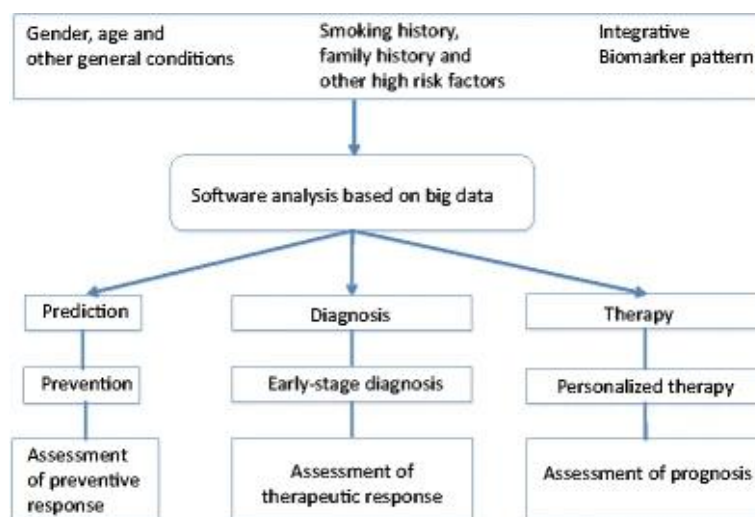 Gender, age and
other general conditions
Smoking history,
family history and
other high risk factors
Integrative
Biomarker pattern
Software analysis based on big data
Prediction
Diagnosis
Therapy
Prevention
Early-stage diagnosis
Personalized therapy
Assessment
of preventive
response
Assessment of
therapeutic response
Assessment of prognosis